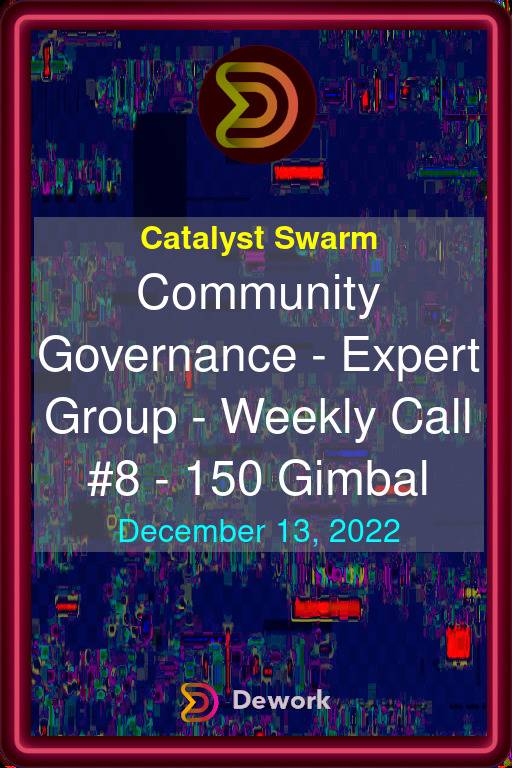 Catalyst Swarm
Community
Governance - Expert
Group - Weekly Call
#8 - 150 Gimbal
December 13, 2022
Dework